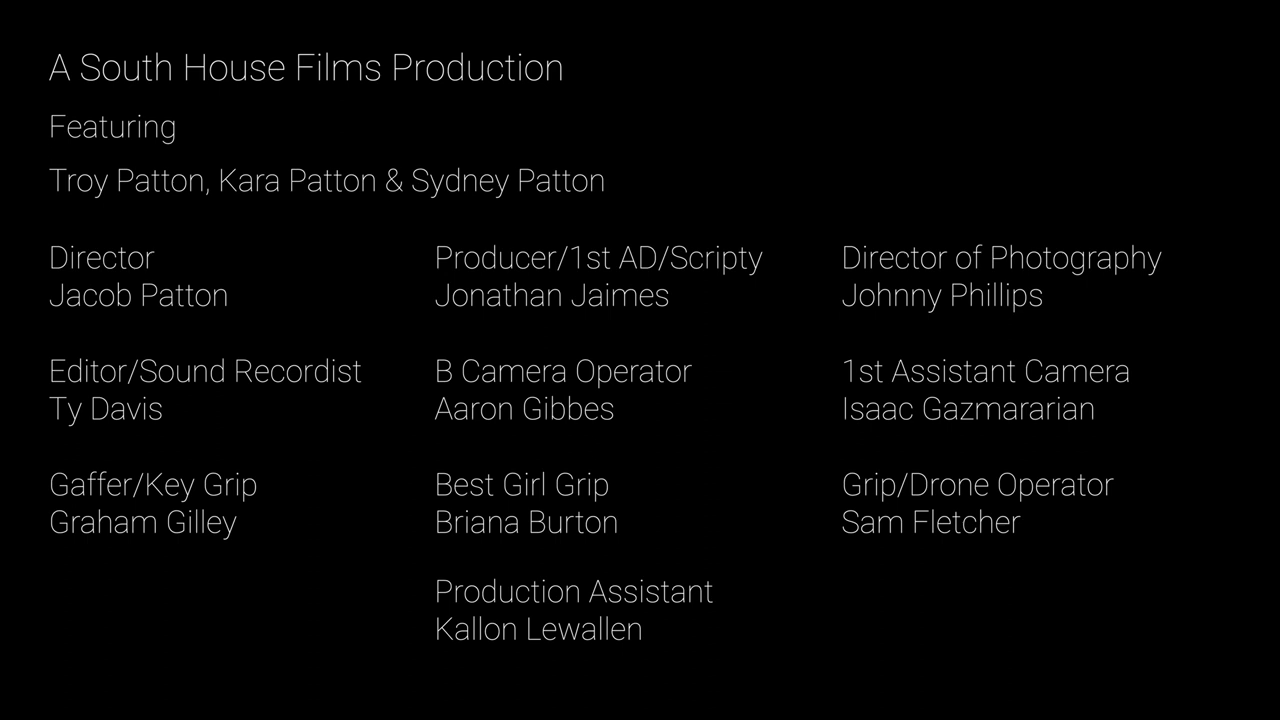 A South House Films Production
Featuring
Troy Patton, Kara Patton & Sydney Patton
Director
Jacob Patton
Producer/1st AD/Scripty
Jonathan Jaimes
Director of Photography
Johnny Phillips
Editor/Sound Recordist
Ty Davis
B Camera Operator
Aaron Gibbes
1st Assistant Camera
Isaac Gazmararian
Gaffer/Key Grip
Graham Gilley
Best Girl Grip
Briana Burton
Grip/Drone Operator
Sam Fletcher
Production Assistant
Kallon Lewallen